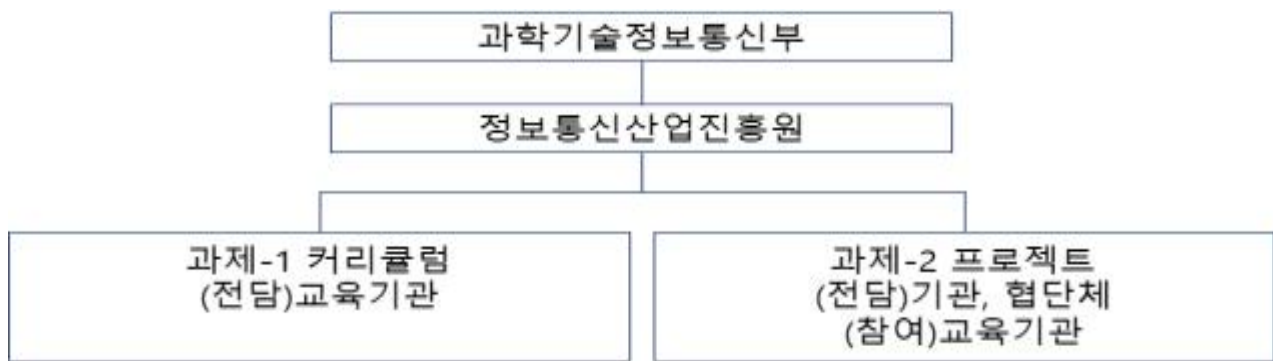 과학기술정보통신부
정보통신산업진흥원
과제-1 커리큘럼
(전담)교육기관
과제-2 프로젝트
(전담)기관, 협단체
(참여)교육기관